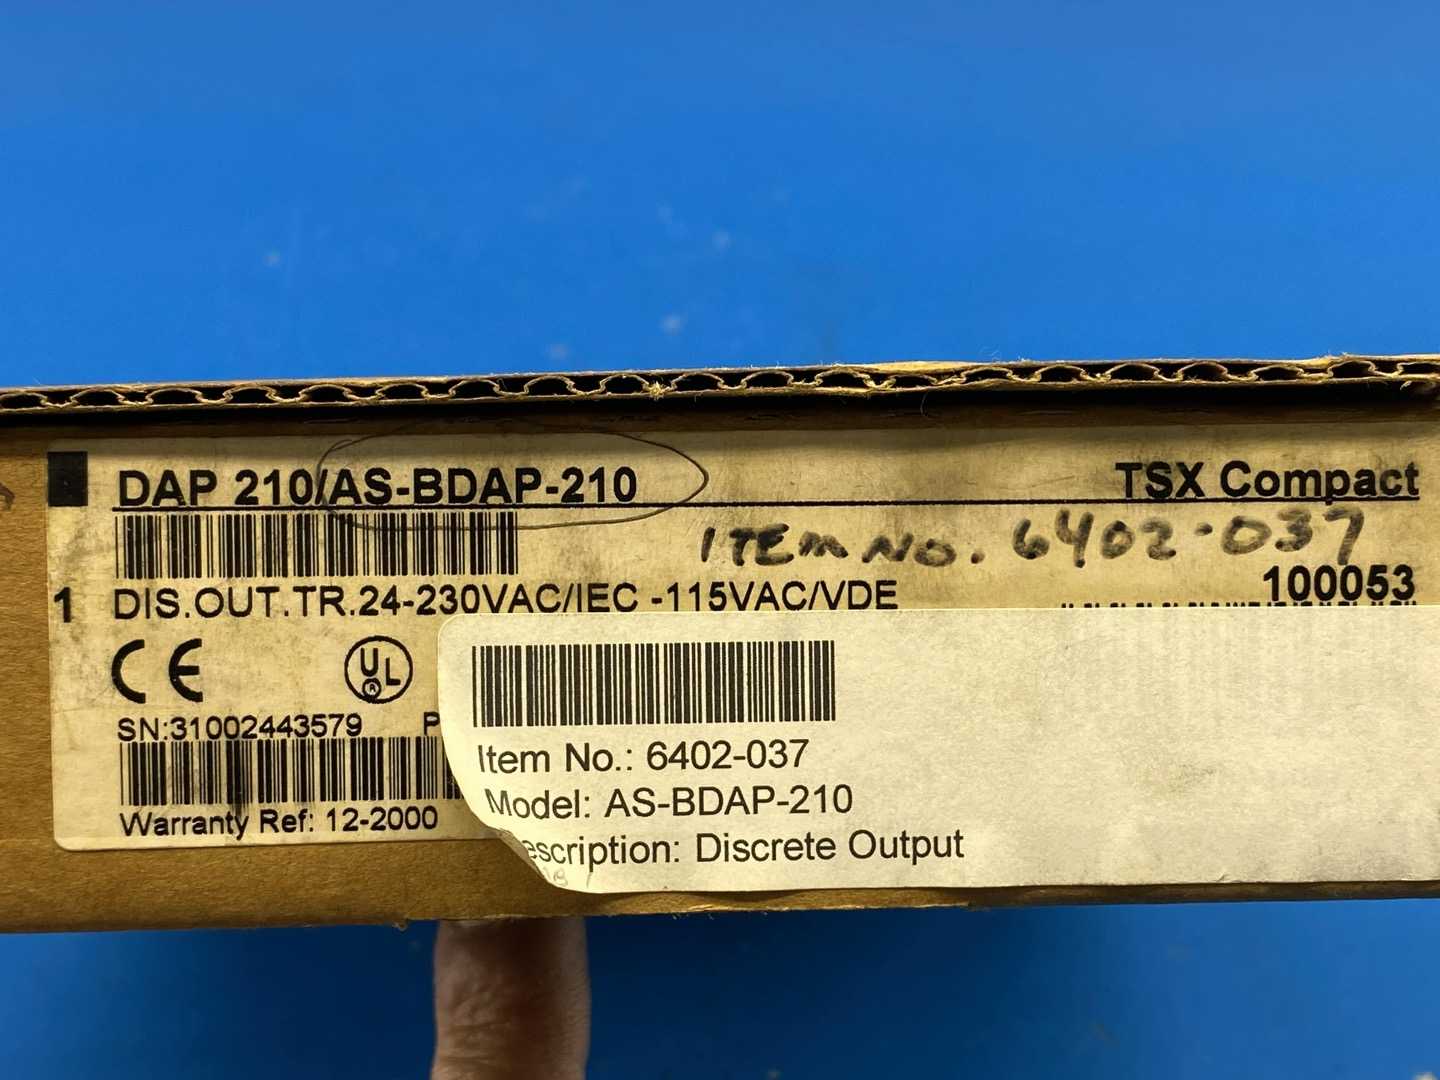 DAP 210/AS-BDAP-210
TSX Compact
ITEM NO. 6402-037
100053
1 DIS.OUT.TR.24-230VAC/IEC -115VAC/VDE
CE
UL
®
SN:31002443579 P
Warranty Ref: 12-2000
Item No.: 6402-037
Model: AS-BDAP-210
escription: Discrete Output